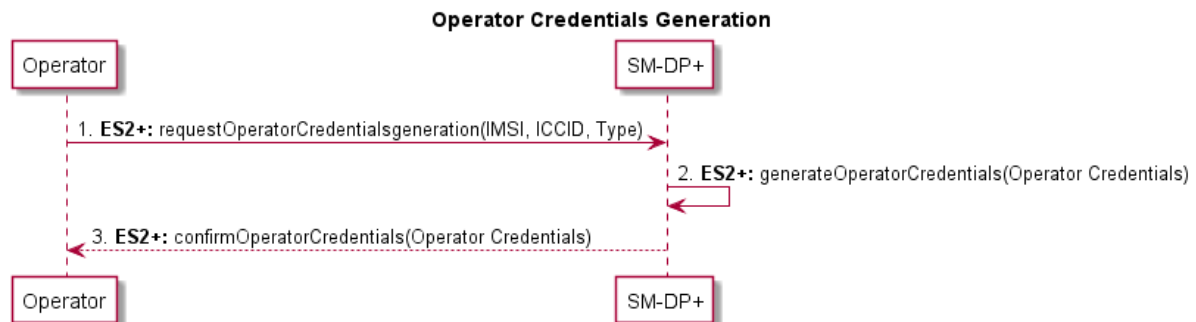 Operator Credentials Generation
Operator
SM-DP+
1. ES2+: requestOperatorCredentialsgeneration(IMSI, ICCID, Type)
2. ES2+: generateOperatorCredentials(Operator Credentials)
3. ES2+: confirmOperatorCredentials(Operator Credentials)
Operator
SM-DP+